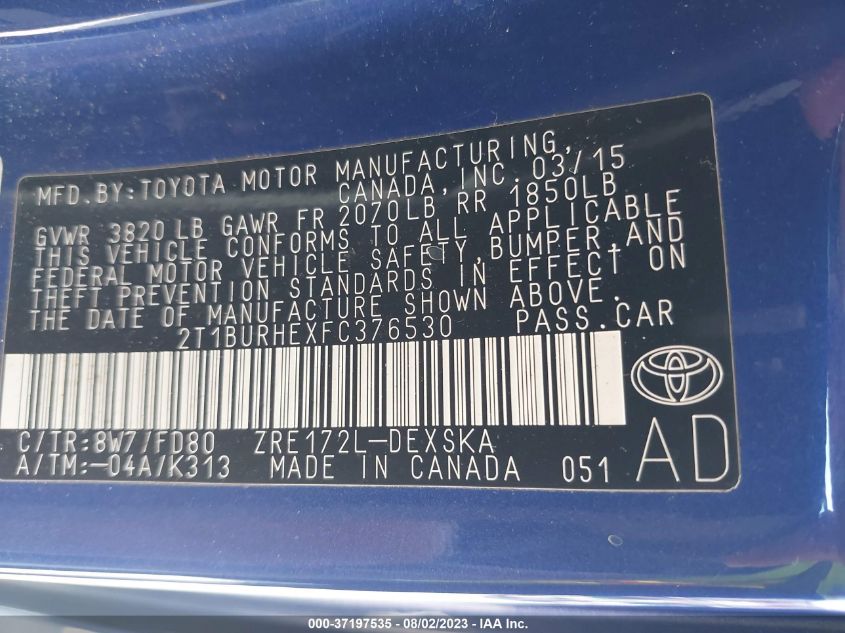 MFD.BY:TOYOTA MOTOR MANUFACTURING,
CANADA, INC. 03/15
GVWR 3820 LB GAWR FR 2070LB RR 1850LB
THIS VEHICLE CONFORMS TO ALL APPLICABLE
FEDERAL MOTOR VEHICLE SAFETY,BUMPER,AND
THEFT PREVENTION STANDARDS IN EFFECT ON
THE DATE OF MANUFACTURE SHOWN ABOVE.
2T1BURHEXFC376530 PASS.CAR
C/TR:8W7/FD80 ZRE172L-DEXSKA
A/TM:-04A/K313 MADE IN CANADA 051
AD
000-37197535 - 08/02/2023 - IAA Inc.